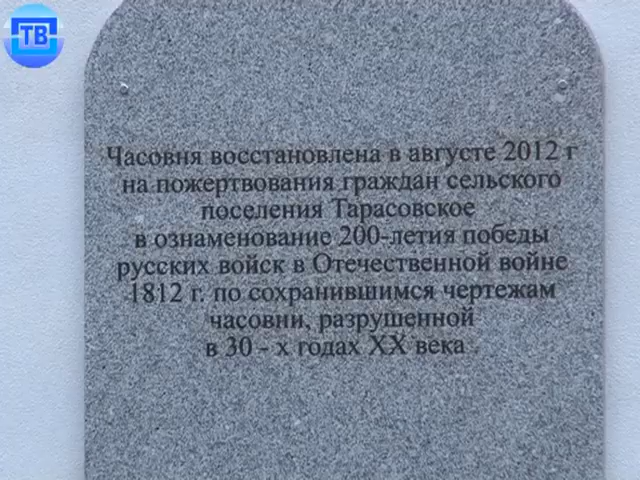 ТВ
Часовня восстановлена в августе 2012 г
на пожертвования граждан сельского
поселения Тарасовское
в ознаменование 200-летия победы
русских войск в Отечественной войне
1812 г. по сохранившимся чертежам
часовни, разрушенной
в 30 - х годах XX века